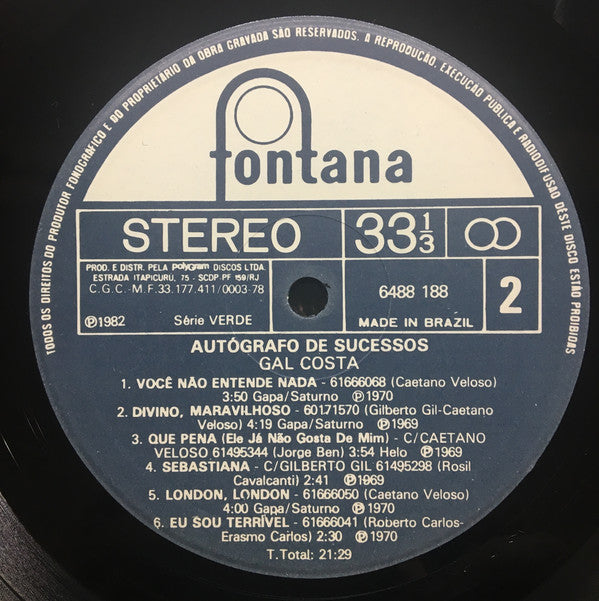 TODOS OS DIREITOS DO PRODUTOR FONOGRÁFICO E DO PROPRIETÁRIO DA OBRA GRAVADA SÃO RESERVADOS. A REPRODUÇÃO, EXECUÇÃO PÚBLICA E RADIODIFUSÃO DÊSTE DISCO ESTÃO PROIBIDAS
fontana
STEREO 33 1/3
PROD. E DISTR. PELA polygram DISCOS LTDA.
ESTRADA ITAPICURU, 75 - SCDP-PF 159/RJ
C.G.C.-M.F. 33.177.411/0003-78
℗1982 Série VERDE
6488 188
MADE IN BRAZIL
2
AUTÓGRAFO DE SUCESSOS
GAL COSTA
1. VOCÊ NÃO ENTENDE NADA - 61666068 (Caetano Veloso)
3:50 Gapa/Saturno ℗1970
2. DIVINO, MARAVILHOSO - 60171570 (Gilberto Gil-Caetano
Veloso) 4:19 Gapa/Saturno ℗1969
3. QUE PENA (Ele Já Não Gosta De Mim) - C/CAETANO
VELOSO 61495344 (Jorge Ben) 3:54 Helo ℗1969
4. SEBASTIANA - C/GILBERTO GIL 61495298 (Rosil
Cavalcanti) 2:41 ℗1969
5. LONDON, LONDON - 61666050 (Caetano Veloso)
4:00 Gapa/Saturno ℗1970
6. EU SOU TERRÍVEL - 61666041 (Roberto Carlos-
Erasmo Carlos) 2:30 ℗1970
T.Total: 21:29